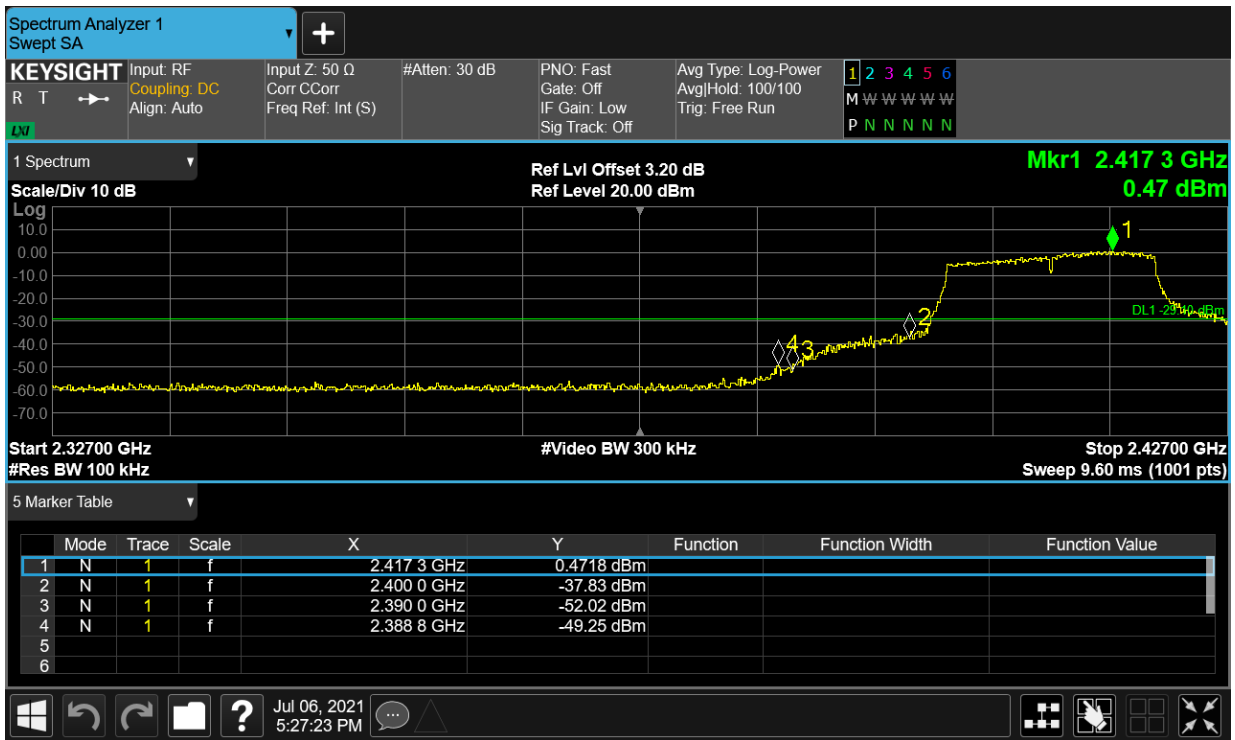 Spectrum Analyzer 1
Swept SA
KEYSIGHT
R T
LXI
Input: RF
Coupling: DC
Align: Auto
Input Z: 50 Ω
Corr CCorr
Freq Ref: Int (S)
#Atten: 30 dB
PNO: Fast
Gate: Off
IF Gain: Low
Sig Track: Off
Avg Type: Log-Power
Avg|Hold: 100/100
Trig: Free Run
1 2 3 4 5 6
M W W W W W
P N N N N N
1 Spectrum
Scale/Div 10 dB
Ref Lvl Offset 3.20 dB
Ref Level 20.00 dBm
Mkr1 2.417 3 GHz
0.47 dBm
Log
10.0
0.00
-10.0
-20.0
-30.0
-40.0
-50.0
-60.0
-70.0
1
2
4
3
DL1 -29.10 dBm
Start 2.32700 GHz
#Res BW 100 kHz
#Video BW 300 kHz
Stop 2.42700 GHz
Sweep 9.60 ms (1001 pts)
5 Marker Table
Mode Trace Scale X Y Function Function Width Function Value
1 N 1 f 2.417 3 GHz 0.4718 dBm
2 N 1 f 2.400 0 GHz -37.83 dBm
3 N 1 f 2.390 0 GHz -52.02 dBm
4 N 1 f 2.388 8 GHz -49.25 dBm
5
6
?
Jul 06, 2021
5:27:23 PM